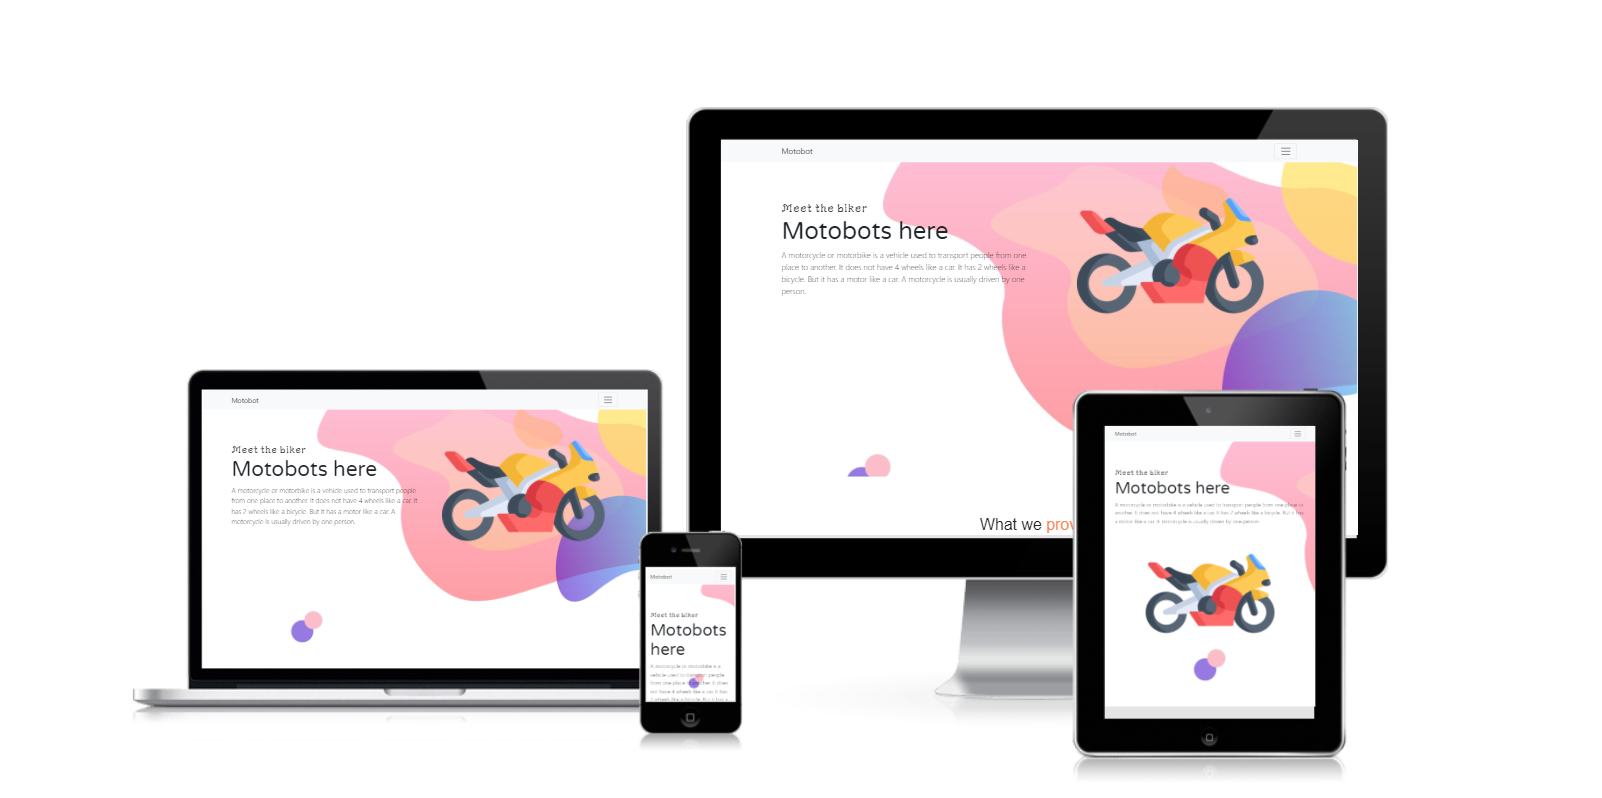 Motobot
Meet the biker
Motobots here
A motorcycle or motorbike is a vehicle used to transport people from one
place to another. It does not have 4 wheels like a car. It has 2 wheels like a
bicycle. But it has a motor like a car. A motorcycle is usually driven by one
person.
What we prov
Motobot
Meet the biker
Motobots here
A motorcycle or motorbike is a vehicle used to transport people
from one place to another. It does not have 4 wheels like a car. It
has 2 wheels like a bicycle. But it has a motor like a car. A
motorcycle is usually driven by one person.
Motobot
Meet the biker
Motobots
here
A motorcycle or motorbike is a
vehicle used to transport people
from one place to another. It does
not have 4 wheels like a car. It has
2 wheels like a bicycle. But it has a
Motobot
Meet the biker
Motobots here
A motorcycle or motorbike is a vehicle used to transport people from one place to
another. It does not have 4 wheels like a car. It has 2 wheels like a bicycle. But it has
a motor like a car. A motorcycle is usually driven by one person.